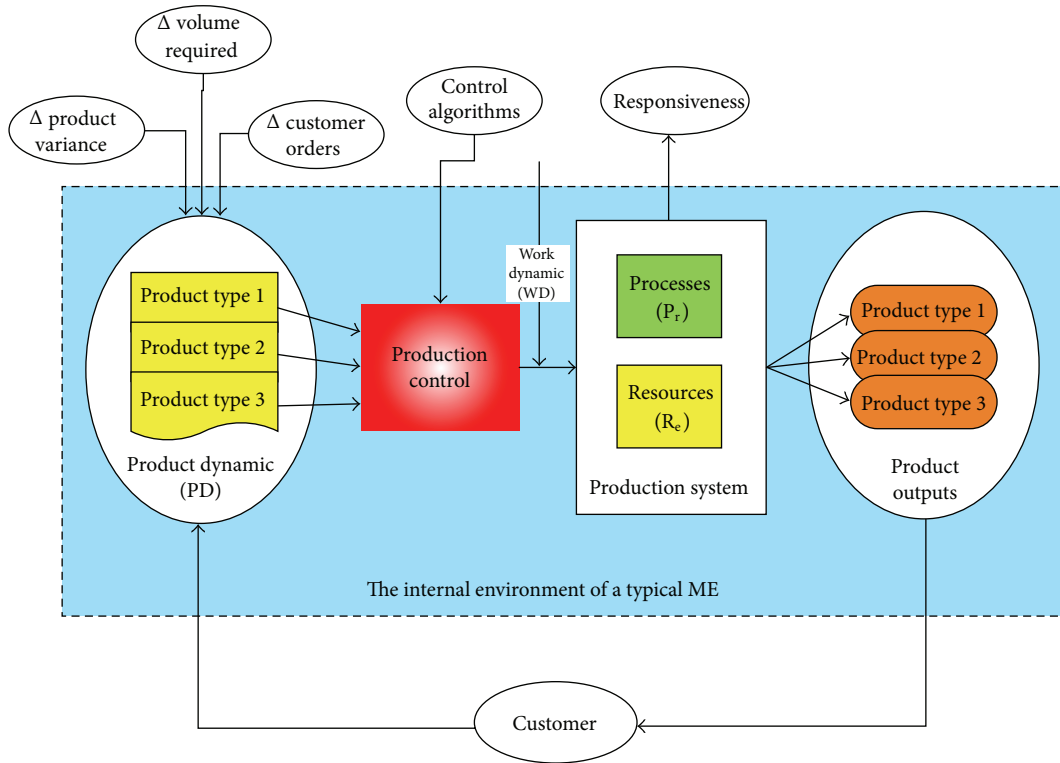 Δ volume
required
Δ product
variance
Δ customer
orders
Control
algorithms
Responsiveness
Work
dynamic
(WD)
Product type 1
Product type 2
Product type 3
Product dynamic
(PD)
Production
control
Processes
(Pᵣ)
Resources
(Rₑ)
Production system
Product type 1
Product type 2
Product type 3
Product
outputs
The internal environment of a typical ME
Customer